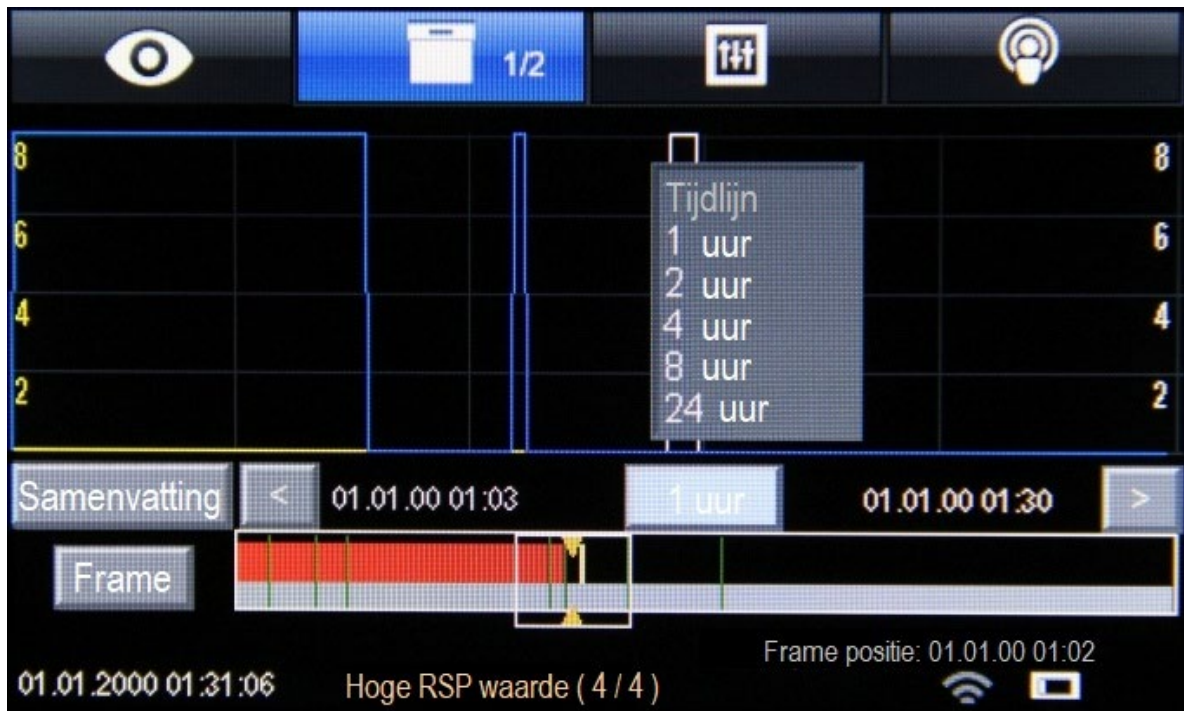 1/2
8 8
6 6
4 4
2 2
Tijdlijn
1 uur
2 uur
4 uur
8 uur
24 uur
Samenvatting < 01.01.00 01:03 1 uur 01.01.00 01:30 >
Frame
Frame positie: 01.01.00 01:02
01.01.2000 01:31:06 Hoge RSP waarde ( 4 / 4 )